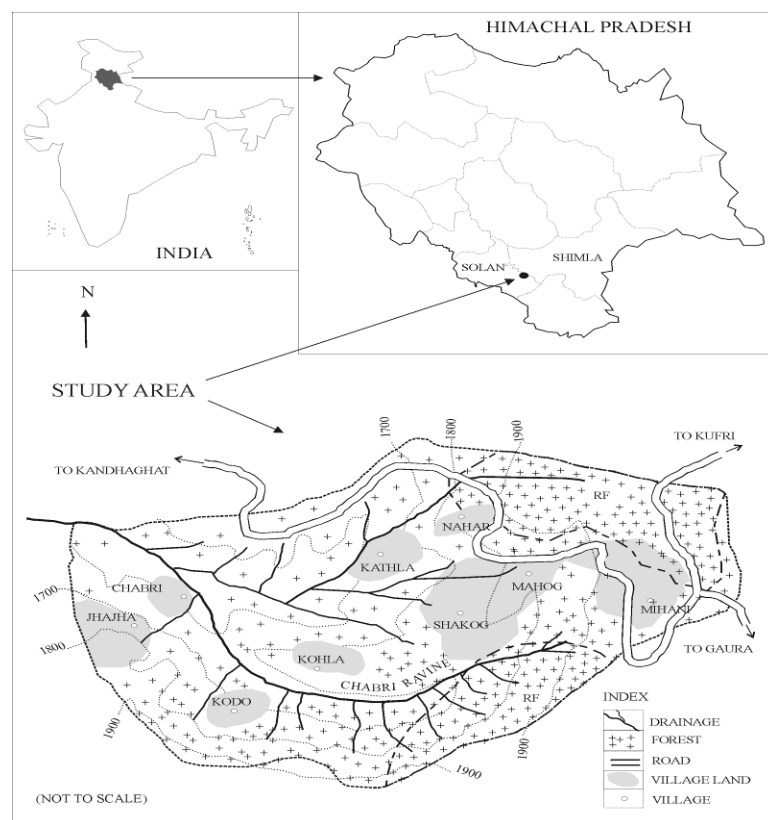 HIMACHAL PRADESH
INDIA
SOLAN
SHIMLA
N
STUDY AREA
TO KANDHAGHAT
TO KUFRI
1700
1800
1900
RF
NAHAR
KATHLA
CHABRI
MAHOG
1700
JHAJHA
SHAKOG
MIHANI
1800
KOHLA
TO GAURA
CHABRI RAVINE
KODO
RF
1900
1900
1900
INDEX
DRAINAGE
FOREST
ROAD
VILLAGE LAND
VILLAGE
(NOT TO SCALE)